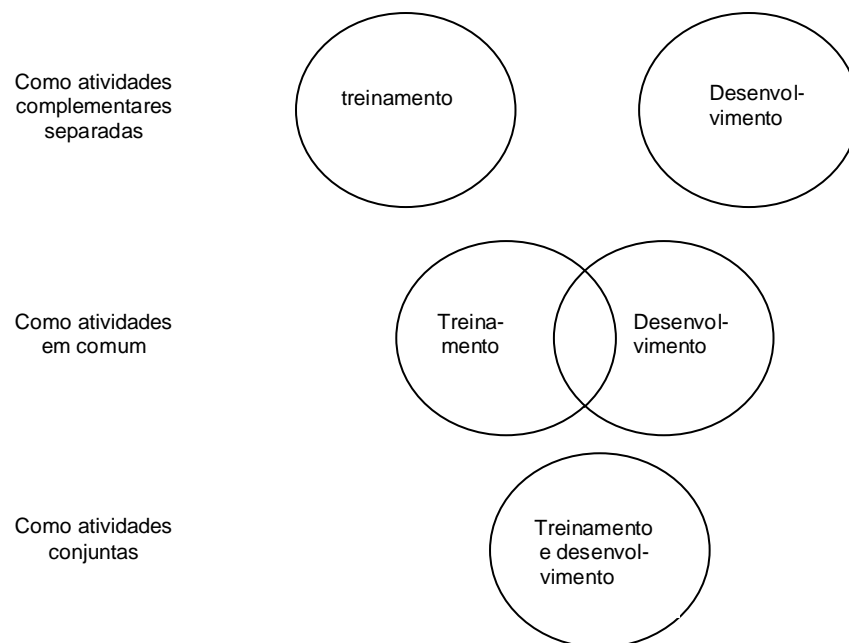 Como atividades
complementares
separadas
treinamento
Desenvol-
vimento
Como atividades
em comum
Treina-
mento
Desenvol-
vimento
Como atividades
conjuntas
Treinamento
e desenvol-
vimento